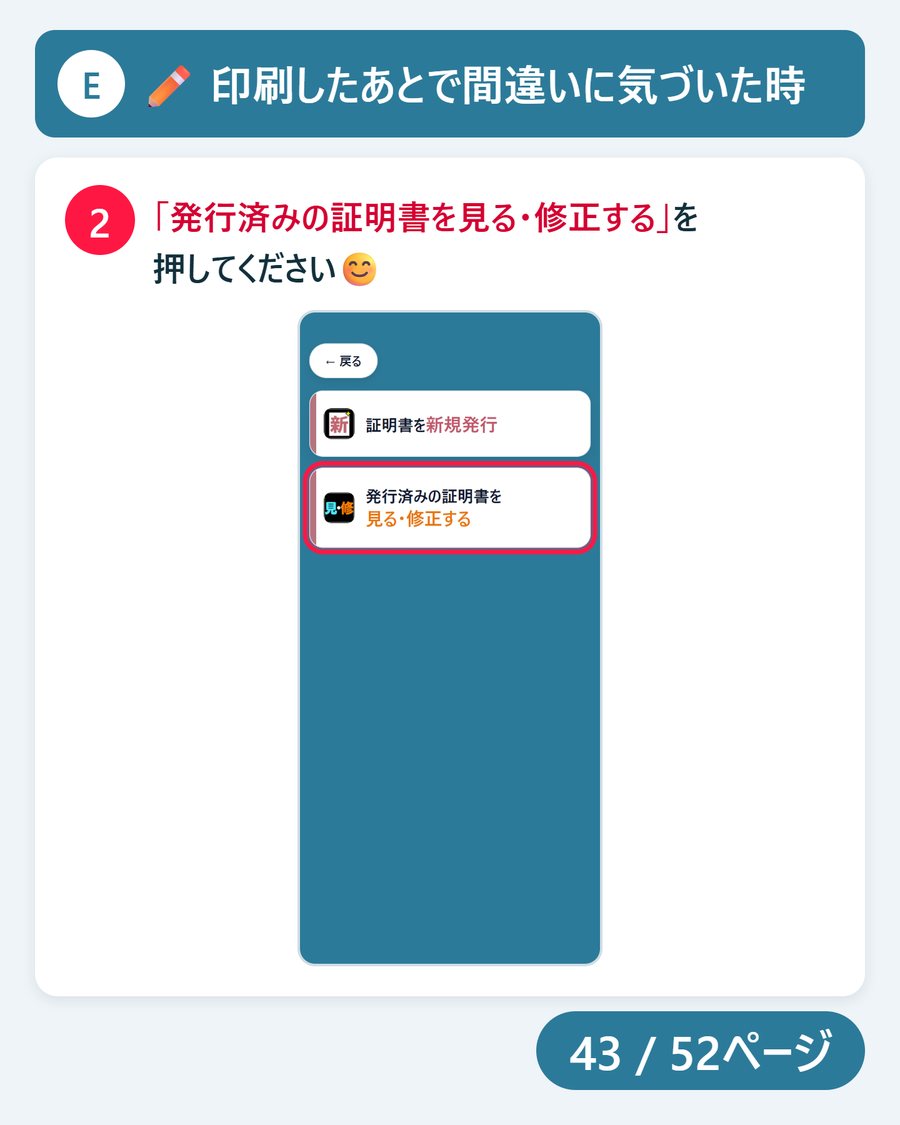 E ✏️ 印刷したあとで間違いに気づいた時
2 「発行済みの証明書を見る・修正する」を
押してください😊
← 戻る
新 証明書を新規発行
発行済みの証明書を
見・修 見る・修正する
43 / 52ページ